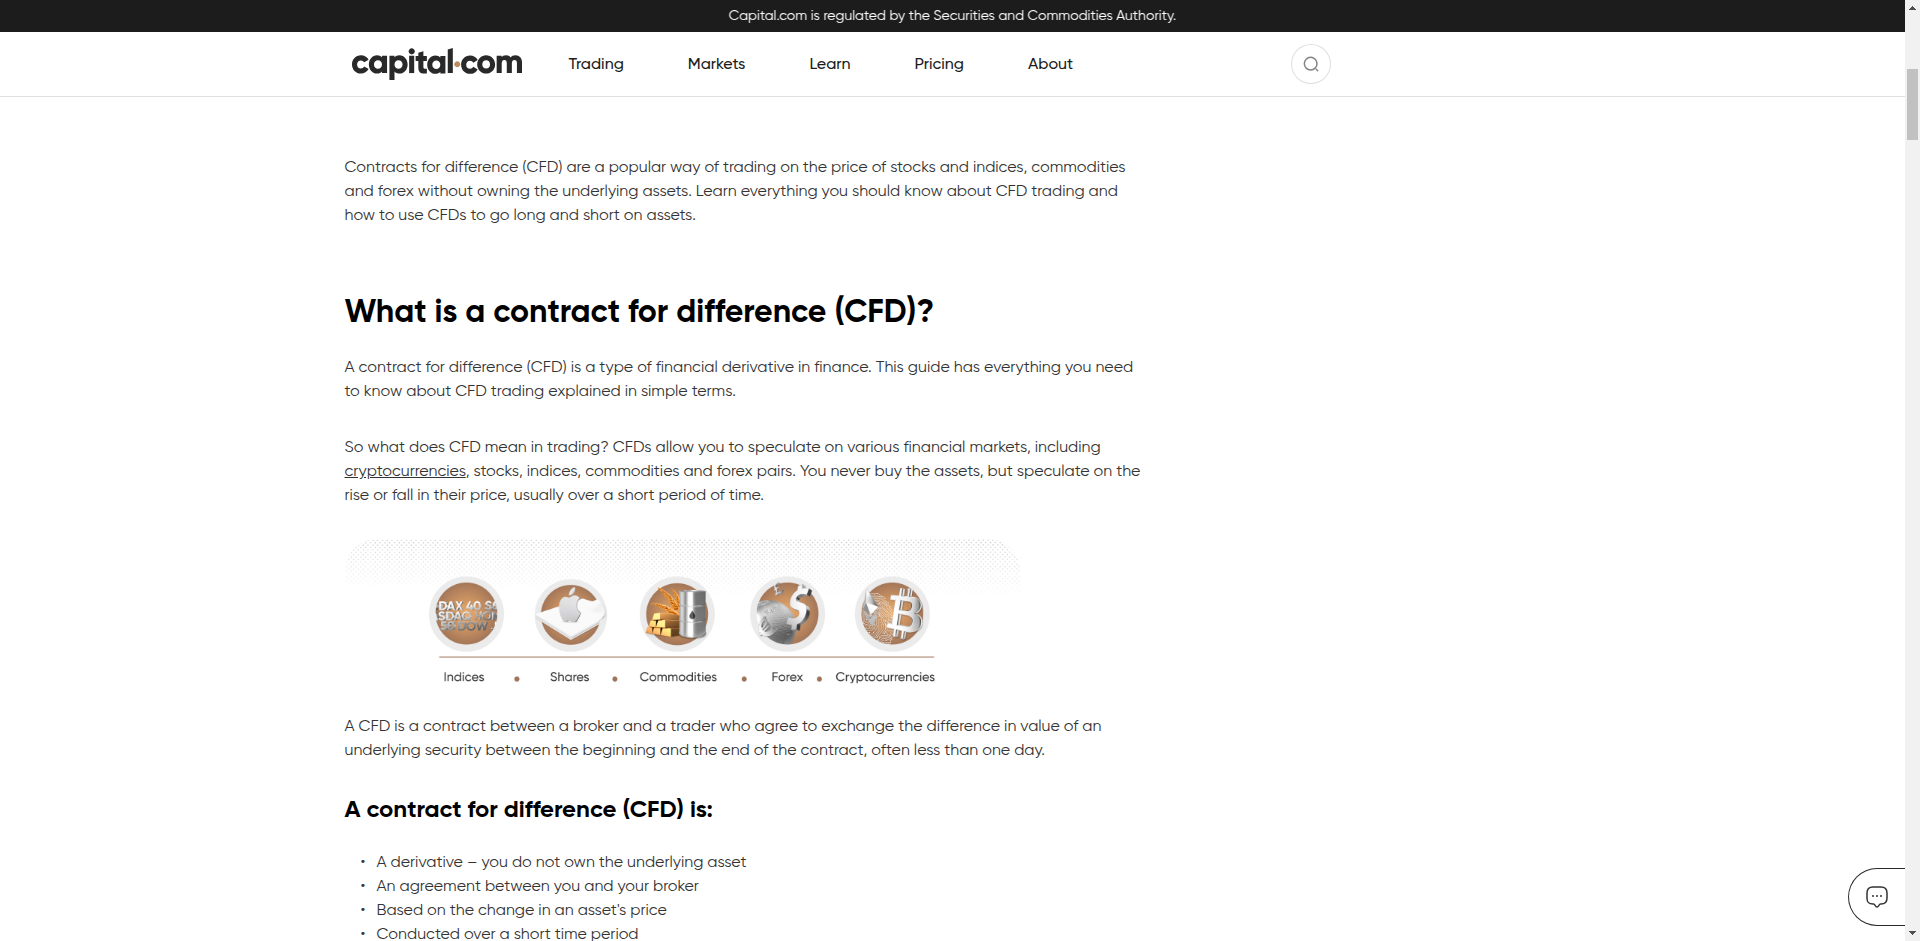 Capital.com is regulated by the Securities and Commodities Authority.
capital.com
Trading
Markets
Learn
Pricing
About
Contracts for difference (CFD) are a popular way of trading on the price of stocks and indices, commodities
and forex without owning the underlying assets. Learn everything you should know about CFD trading and
how to use CFDs to go long and short on assets.
What is a contract for difference (CFD)?
A contract for difference (CFD) is a type of financial derivative in finance. This guide has everything you need
to know about CFD trading explained in simple terms.
So what does CFD mean in trading? CFDs allow you to speculate on various financial markets, including
cryptocurrencies, stocks, indices, commodities and forex pairs. You never buy the assets, but speculate on the
rise or fall in their price, usually over a short period of time.
DAX 40
Indices • Shares • Commodities • Forex • Cryptocurrencies
A CFD is a contract between a broker and a trader who agree to exchange the difference in value of an
underlying security between the beginning and the end of the contract, often less than one day.
A contract for difference (CFD) is:
• A derivative – you do not own the underlying asset
• An agreement between you and your broker
• Based on the change in an asset's price
• Conducted over a short time period